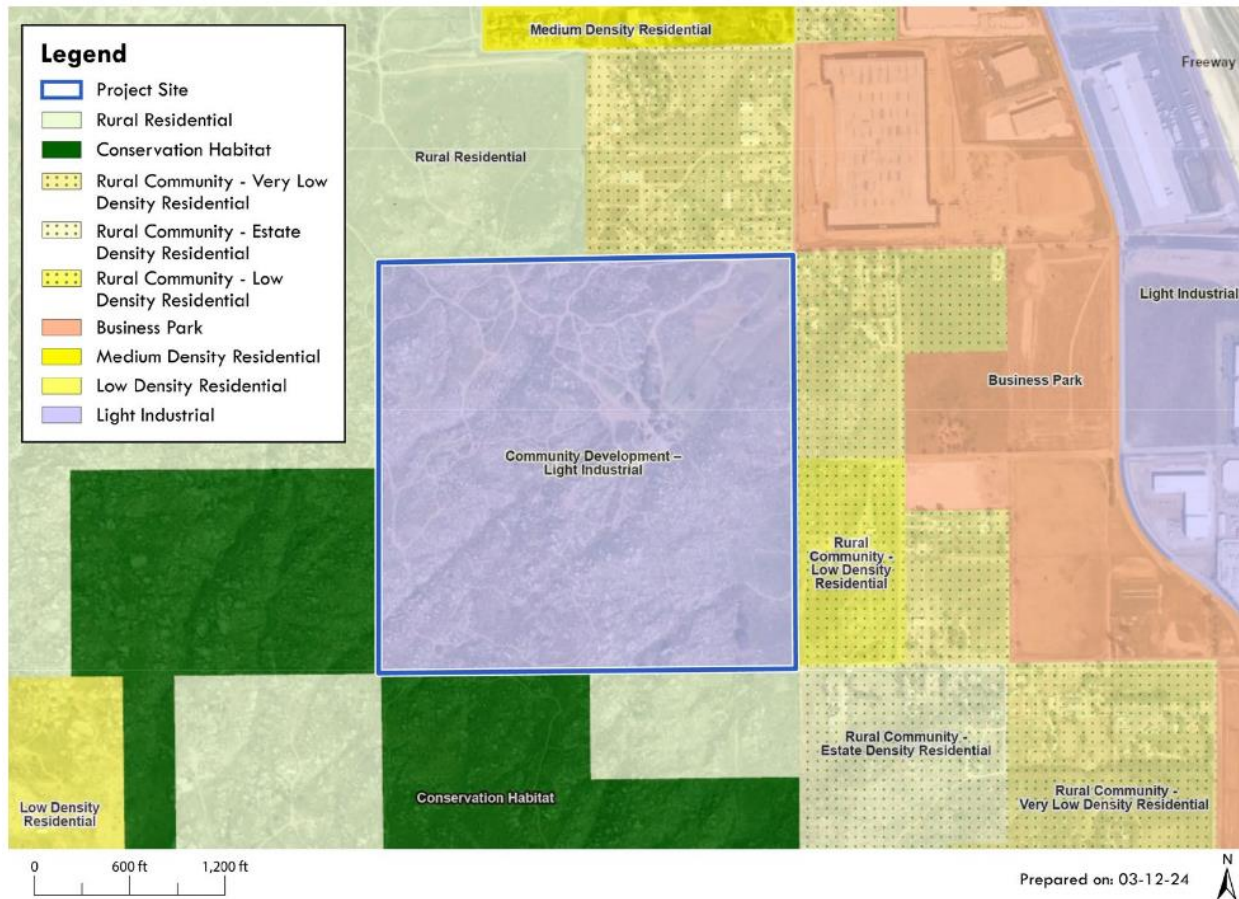 Legend
Project Site
Rural Residential
Conservation Habitat
Rural Community - Very Low
Density Residential
Rural Community - Estate
Density Residential
Rural Community - Low
Density Residential
Business Park
Medium Density Residential
Low Density Residential
Light Industrial
Medium Density Residential
Freeway
Rural Residential
Light Industrial
Business Park
Community Development –
Light Industrial
Rural
Community -
Low Density
Residential
Rural Community -
Estate Density Residential
Low Density
Residential
Conservation Habitat
Rural Community -
Very Low Density Residential
0 600 ft 1,200 ft
Prepared on: 03-12-24
N